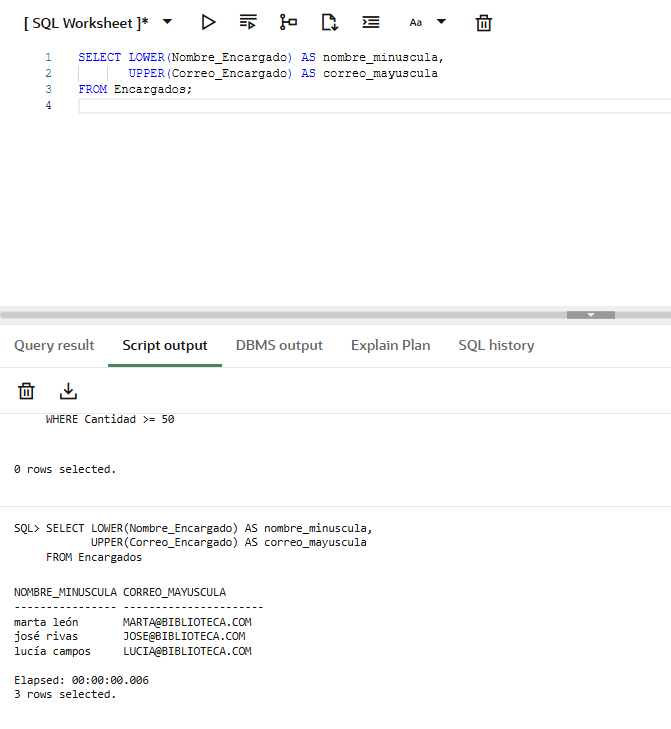 [ SQL Worksheet ]* Aa
1 SELECT LOWER(Nombre_Encargado) AS nombre_minuscula,
2 UPPER(Correo_Encargado) AS correo_mayuscula
3 FROM Encargados;
4
Query result Script output DBMS output Explain Plan SQL history
WHERE Cantidad >= 50
0 rows selected.
SQL> SELECT LOWER(Nombre_Encargado) AS nombre_minuscula,
UPPER(Correo_Encargado) AS correo_mayuscula
FROM Encargados
NOMBRE_MINUSCULA CORREO_MAYUSCULA
---------------- ----------------------
marta león MARTA@BIBLIOTECA.COM
josé rivas JOSE@BIBLIOTECA.COM
lucía campos LUCIA@BIBLIOTECA.COM
Elapsed: 00:00:00.006
3 rows selected.